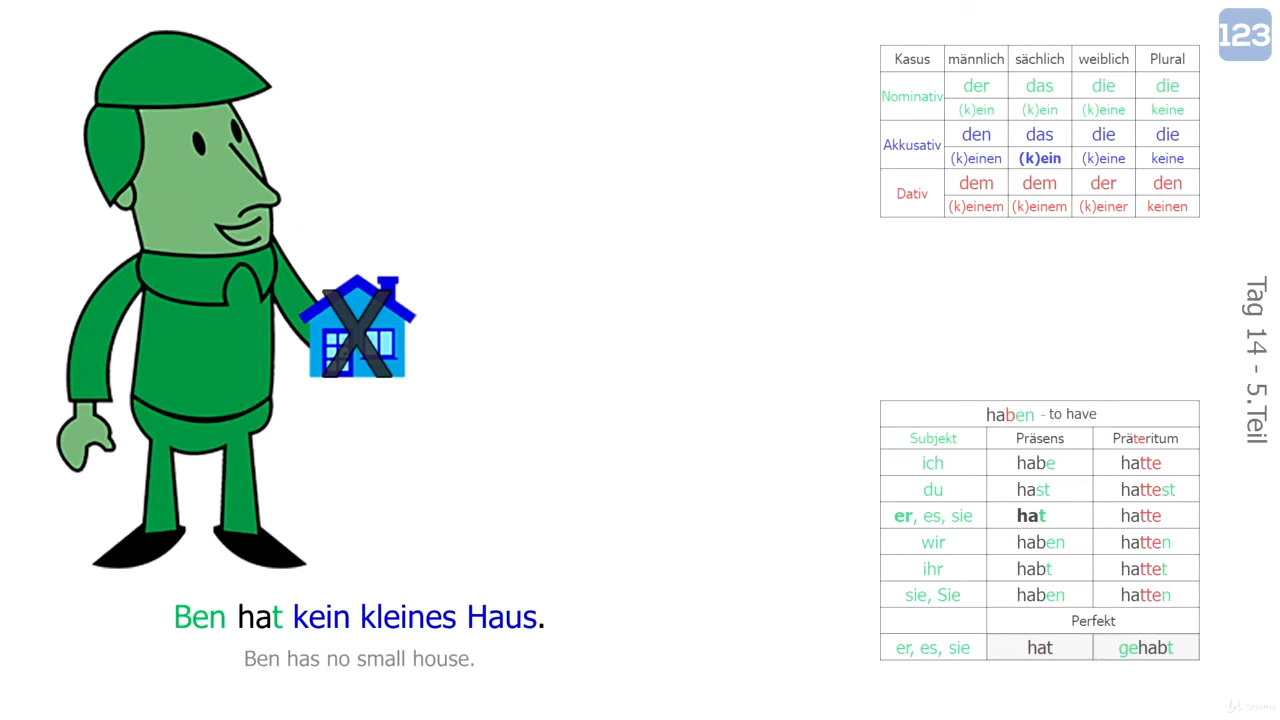 123
Kasus männlich sächlich weiblich Plural
Nominativ der das die die
(k)ein (k)ein (k)eine keine
Akkusativ den das die die
(k)einen (k)ein (k)eine keine
Dativ dem dem der den
(k)einem (k)einem (k)einer keinen
Tag 14 - 5.Teil
haben - to have
Subjekt Präsens Präteritum
ich habe hatte
du hast hattest
er, es, sie hat hatte
wir haben hatten
ihr habt hattet
sie, Sie haben hatten
Perfekt
er, es, sie hat gehabt
X
Ben hat kein kleines Haus.
Ben has no small house.